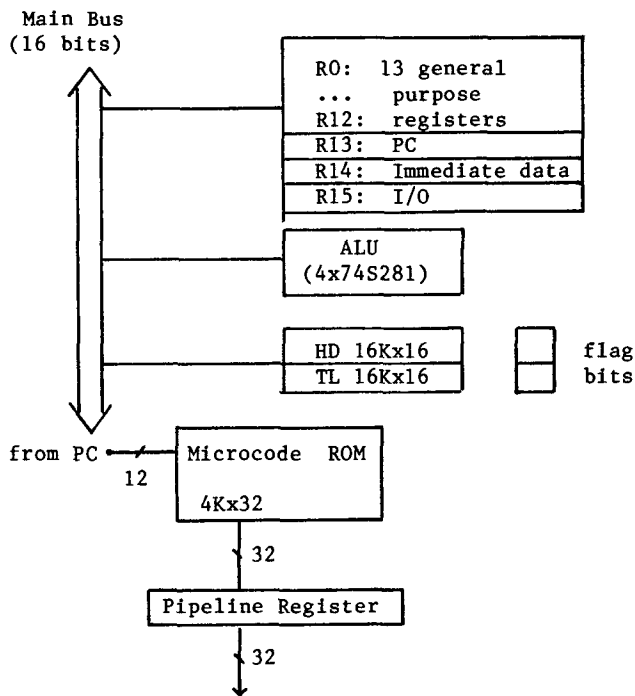 Main Bus
(16 bits)
RO: 13 general
... purpose
R12: registers
R13: PC
R14: Immediate data
R15: I/O
ALU
(4x74S281)
HD 16Kx16
TL 16Kx16
flag
bits
from PC
12
Microcode ROM
4Kx32
32
Pipeline Register
32